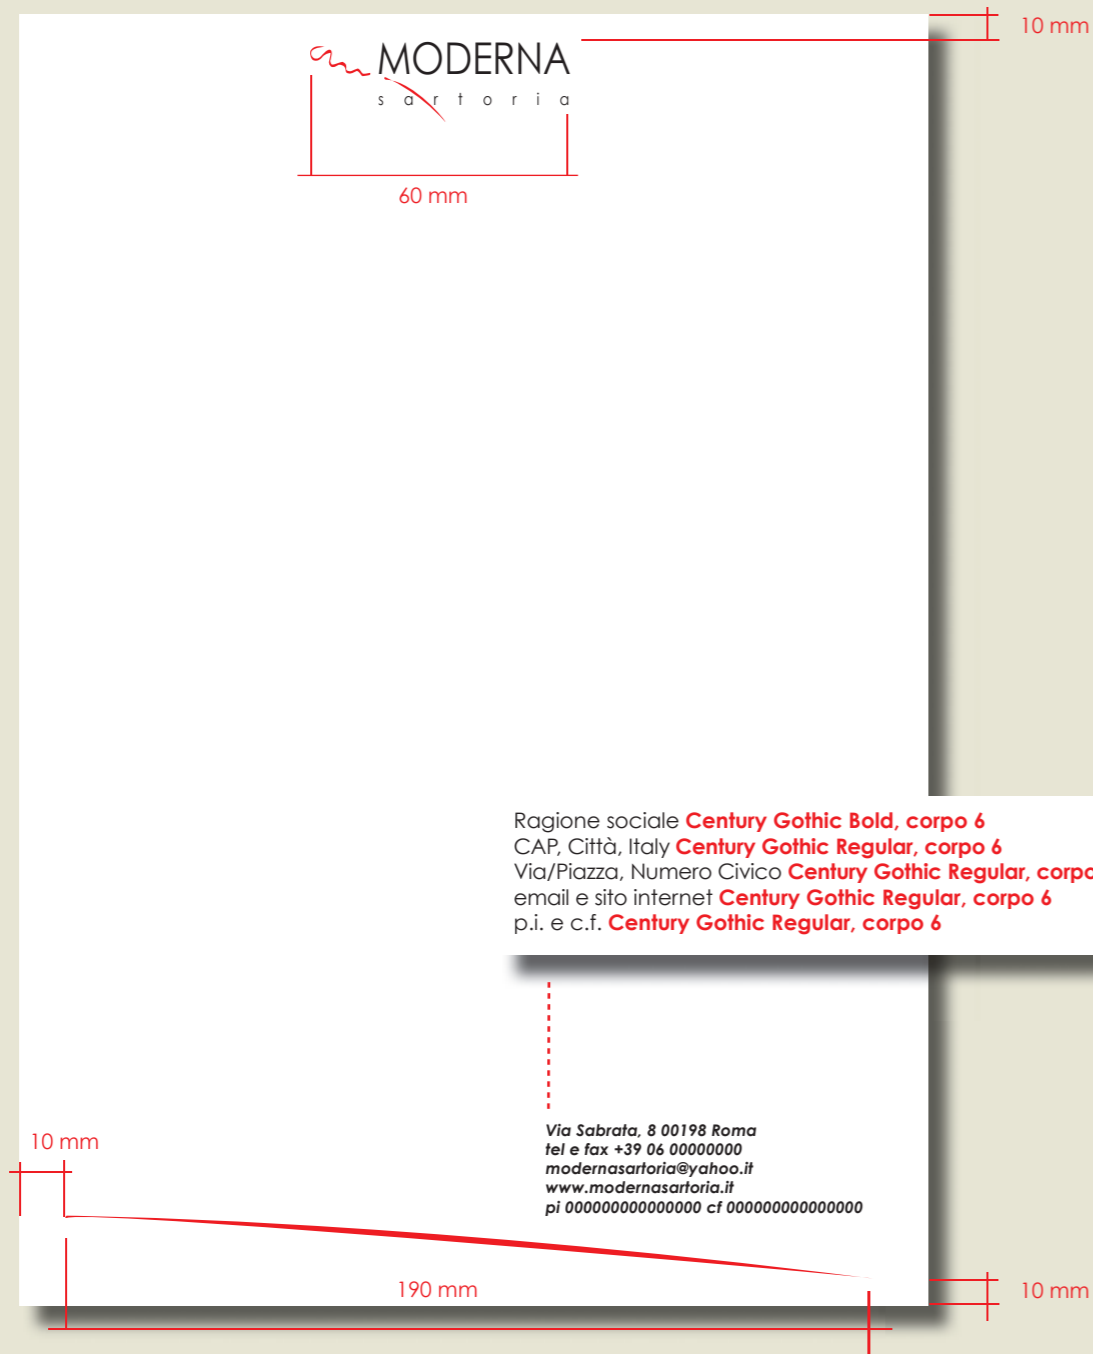 10 mm
MODERNA
sartoria
60 mm
Ragione sociale Century Gothic Bold, corpo 6
CAP, Città, Italy Century Gothic Regular, corpo 6
Via/Piazza, Numero Civico Century Gothic Regular, corpo
email e sito internet Century Gothic Regular, corpo 6
p.i. e c.f. Century Gothic Regular, corpo 6
Via Sabrata, 8 00198 Roma
tel e fax +39 06 00000000
modernasartoria@yahoo.it
www.modernasartoria.it
pi 000000000000000 cf 000000000000000
10 mm
190 mm
10 mm